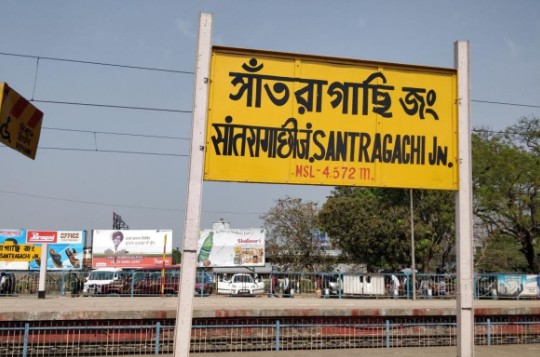 সাঁতরাগাছি জং
सांतरागाछी जं. SANTRAGACHI JN.
MSL-4.572 m.